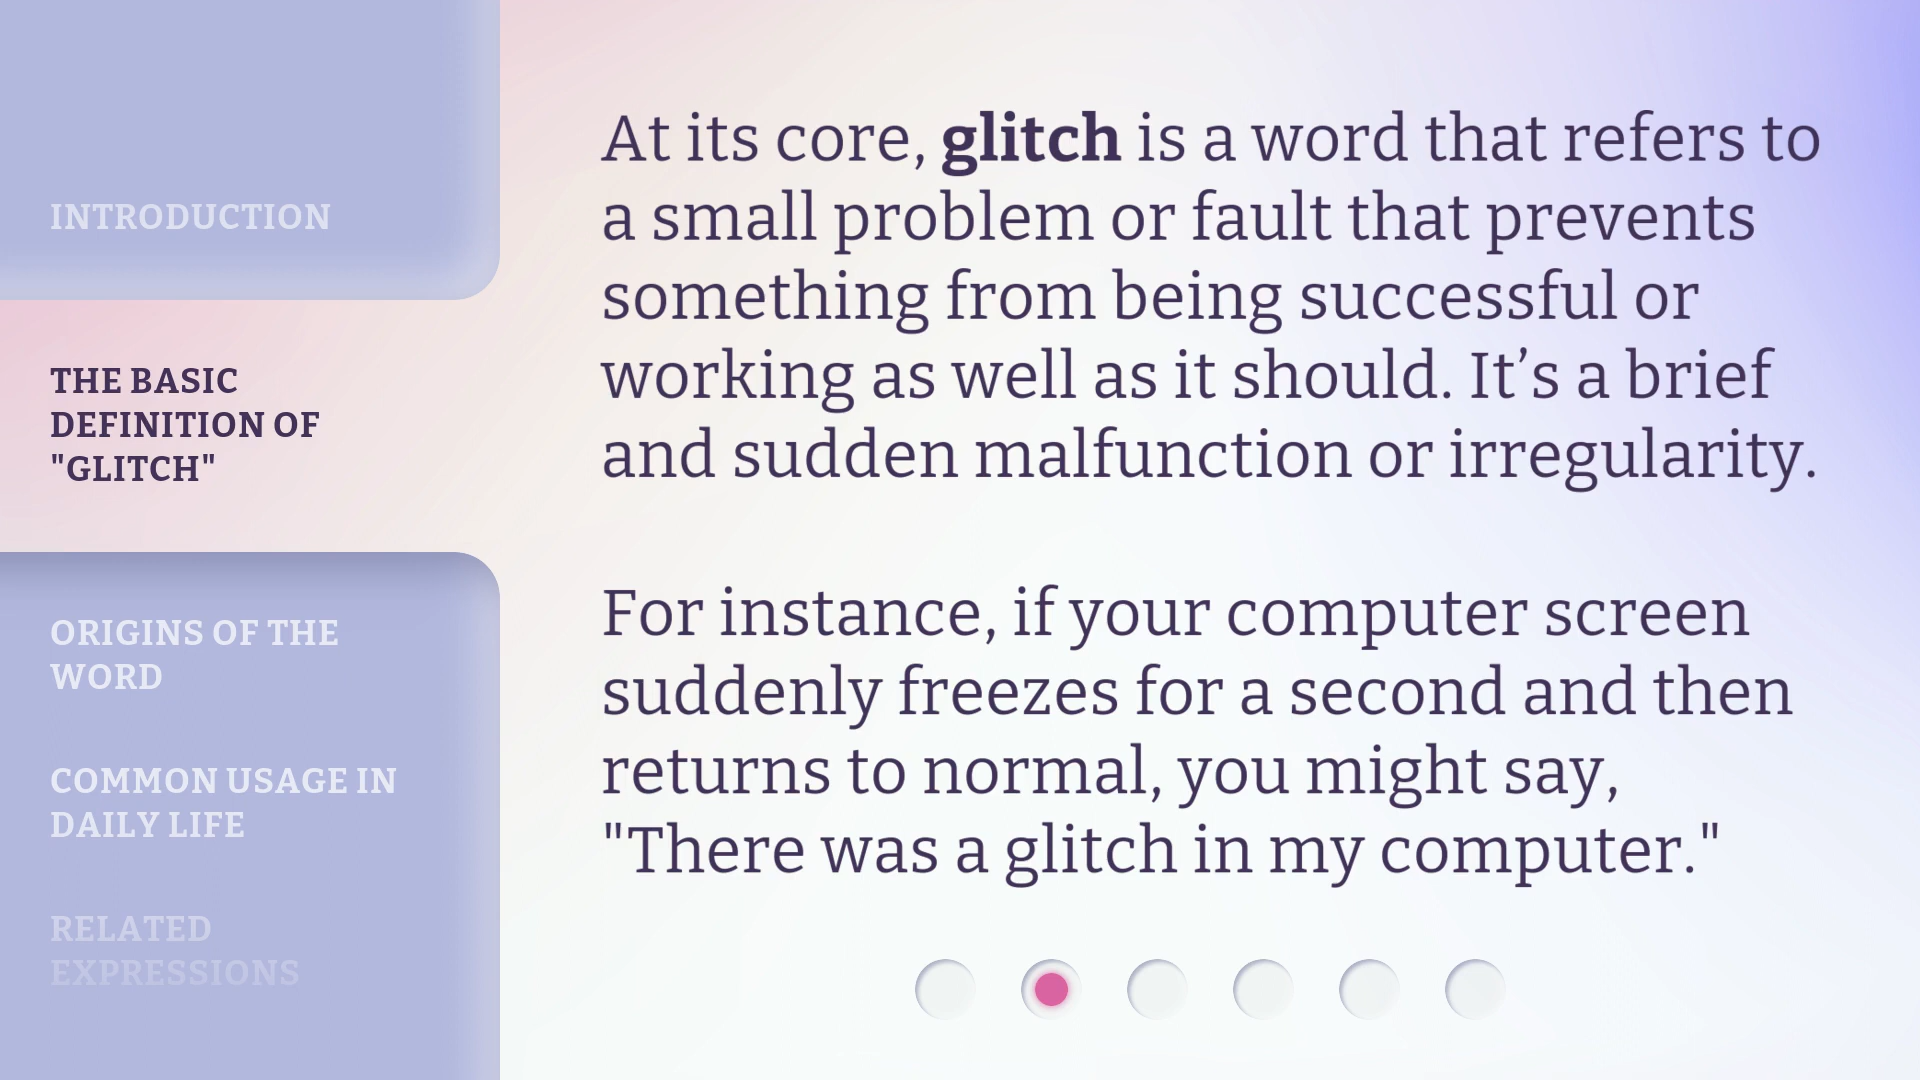 INTRODUCTION
THE BASIC
DEFINITION OF
"GLITCH"
ORIGINS OF THE
WORD
COMMON USAGE IN
DAILY LIFE
RELATED
EXPRESSIONS
At its core, glitch is a word that refers to
a small problem or fault that prevents
something from being successful or
working as well as it should. It’s a brief
and sudden malfunction or irregularity.
For instance, if your computer screen
suddenly freezes for a second and then
returns to normal, you might say,
"There was a glitch in my computer."